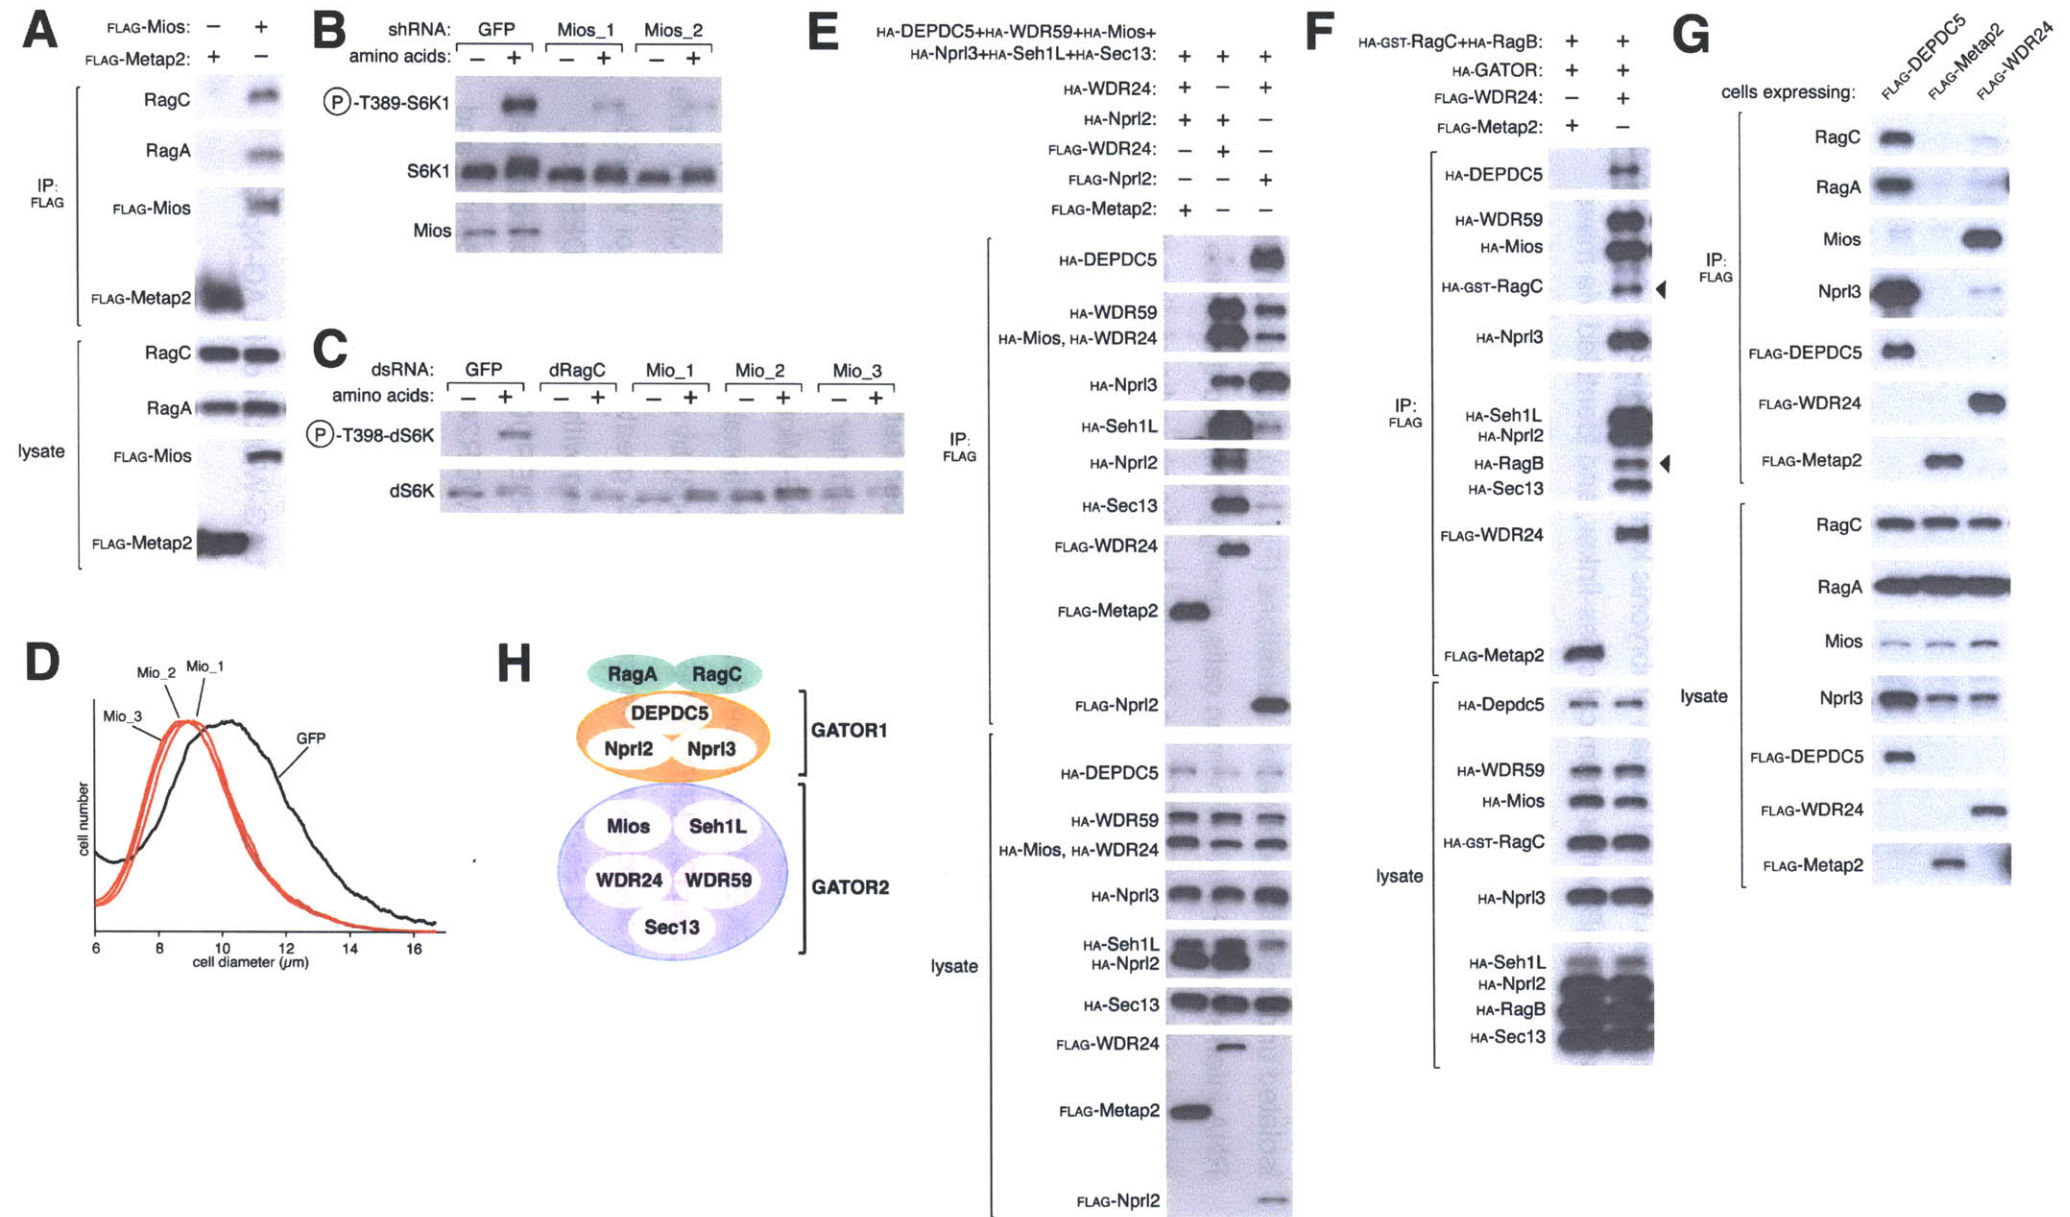 A
FLAG-Mios: – +
FLAG-Metap2: + –
IP:
FLAG
RagC
RagA
FLAG-Mios
FLAG-Metap2
lysate
RagC
RagA
FLAG-Mios
FLAG-Metap2
B
shRNA: GFP Mios_1 Mios_2
amino acids: – + – + – +
P-T389-S6K1
S6K1
Mios
C
dsRNA: GFP dRagC Mio_1 Mio_2 Mio_3
amino acids: – + – + – + – + – +
P-T398-dS6K
dS6K
D
Mio_2 Mio_1
Mio_3
GFP
cell number
6 8 10 12 14 16
cell diameter (µm)
H
RagA RagC
DEPDC5
Nprl2 Nprl3
GATOR1
Mios Seh1L
WDR24 WDR59
Sec13
GATOR2
E
HA-DEPDC5+HA-WDR59+HA-Mios+
HA-Nprl3+HA-Seh1L+HA-Sec13: + + +
HA-WDR24: + – +
HA-Nprl2: + + –
FLAG-WDR24: – + –
FLAG-Nprl2: – – +
FLAG-Metap2: + – –
IP:
FLAG
HA-DEPDC5
HA-WDR59
HA-Mios, HA-WDR24
HA-Nprl3
HA-Seh1L
HA-Nprl2
HA-Sec13
FLAG-WDR24
FLAG-Metap2
FLAG-Nprl2
lysate
HA-DEPDC5
HA-WDR59
HA-Mios, HA-WDR24
HA-Nprl3
HA-Seh1L
HA-Nprl2
HA-Sec13
FLAG-WDR24
FLAG-Metap2
FLAG-Nprl2
F
HA-GST-RagC+HA-RagB: + +
HA-GATOR: + +
FLAG-WDR24: – +
FLAG-Metap2: + –
IP:
FLAG
HA-DEPDC5
HA-WDR59
HA-Mios
HA-GST-RagC
HA-Nprl3
HA-Seh1L
HA-Nprl2
HA-RagB
HA-Sec13
FLAG-WDR24
FLAG-Metap2
lysate
HA-Depdc5
HA-WDR59
HA-Mios
HA-GST-RagC
HA-Nprl3
HA-Seh1L
HA-Nprl2
HA-RagB
HA-Sec13
G
cells expressing: FLAG-DEPDC5 FLAG-Metap2 FLAG-WDR24
IP:
FLAG
RagC
RagA
Mios
Nprl3
FLAG-DEPDC5
FLAG-WDR24
FLAG-Metap2
lysate
RagC
RagA
Mios
Nprl3
FLAG-DEPDC5
FLAG-WDR24
FLAG-Metap2